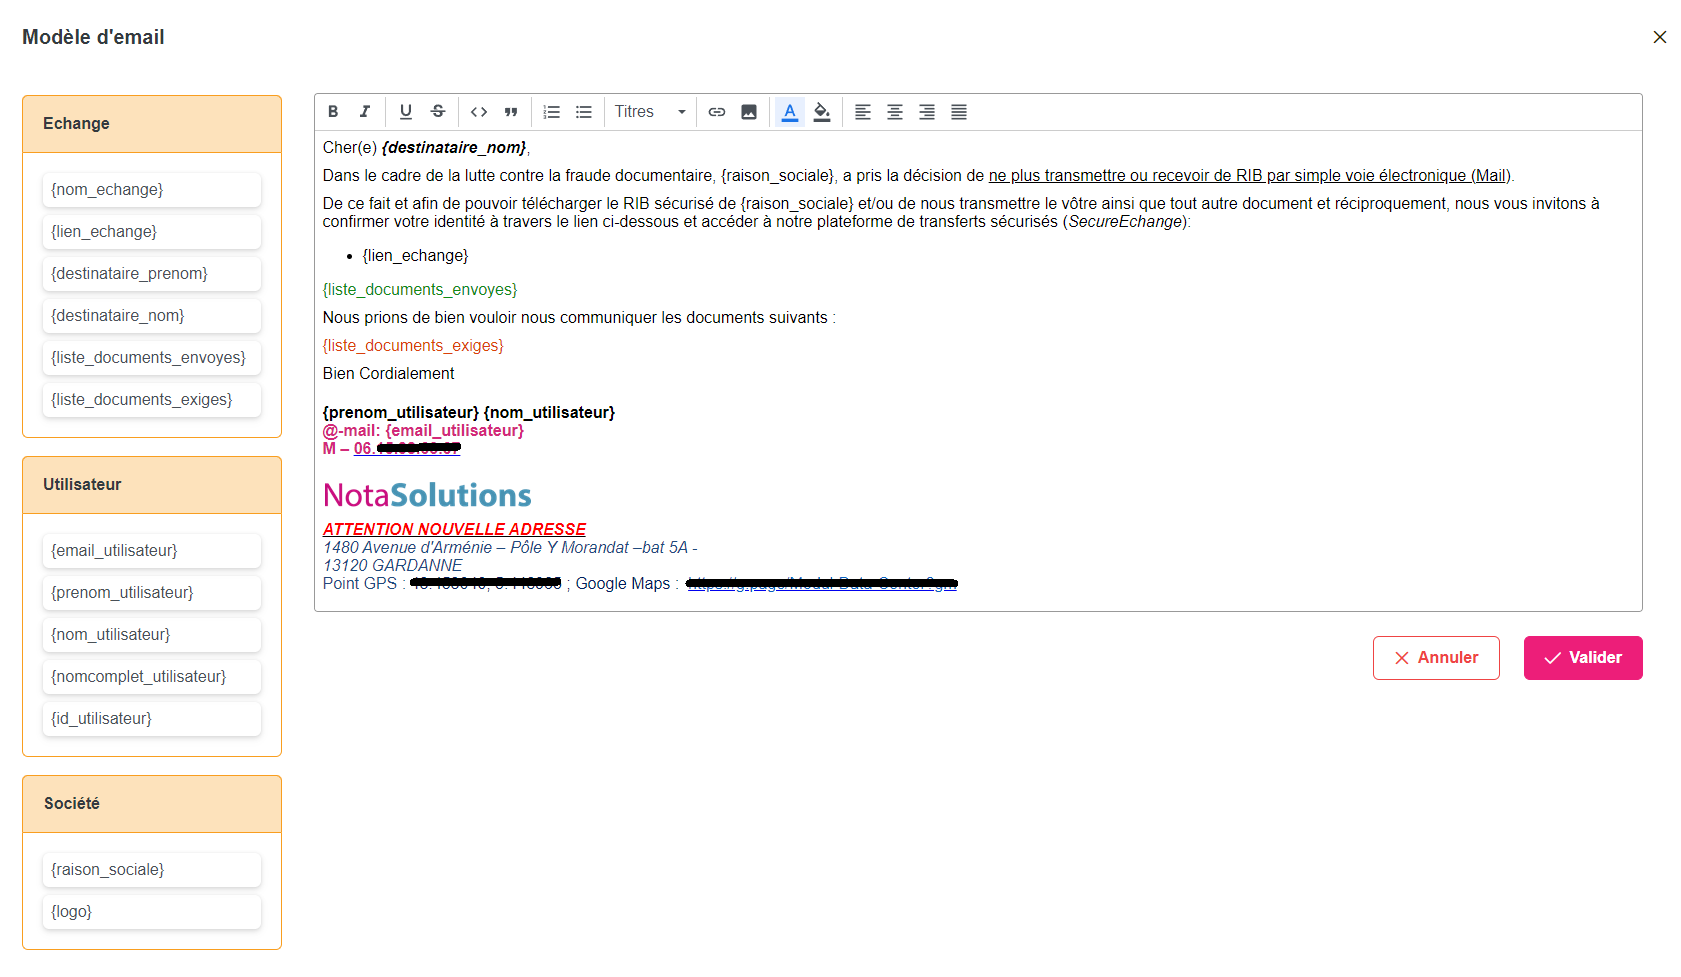 Modèle d'email
Echange
{nom_echange}
{lien_echange}
{destinataire_prenom}
{destinataire_nom}
{liste_documents_envoyes}
{liste_documents_exiges}
Utilisateur
{email_utilisateur}
{prenom_utilisateur}
{nom_utilisateur}
{nomcomplet_utilisateur}
{id_utilisateur}
Société
{raison_sociale}
{logo}
B I U S Titres A
Cher(e) {destinataire_nom},
Dans le cadre de la lutte contre la fraude documentaire, {raison_sociale}, a pris la décision de ne plus transmettre ou recevoir de RIB par simple voie électronique (Mail).
De ce fait et afin de pouvoir télécharger le RIB sécurisé de {raison_sociale} et/ou de nous transmettre le vôtre ainsi que tout autre document et réciproquement, nous vous invitons à
confirmer votre identité à travers le lien ci-dessous et accéder à notre plateforme de transferts sécurisés (SecureEchange):
• {lien_echange}
{liste_documents_envoyes}
Nous prions de bien vouloir nous communiquer les documents suivants :
{liste_documents_exiges}
Bien Cordialement
{prenom_utilisateur} {nom_utilisateur}
@-mail: {email_utilisateur}
M – 06.
NotaSolutions
ATTENTION NOUVELLE ADRESSE
1480 Avenue d'Arménie – Pôle Y Morandat –bat 5A -
13120 GARDANNE
Point GPS : ; Google Maps :
Annuler
Valider